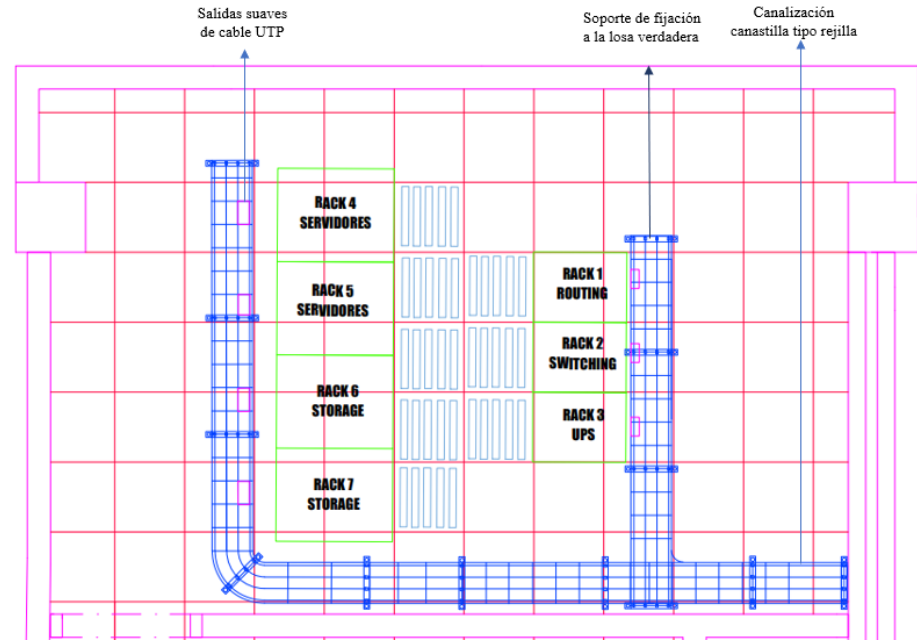 Salidas suaves
de cable UTP
Soporte de fijación
a la losa verdadera
Canalización
canastilla tipo rejilla
RACK 4
SERVIDORES
RACK 5
SERVIDORES
RACK 6
STORAGE
RACK 7
STORAGE
RACK 1
ROUTING
RACK 2
SWITCHING
RACK 3
UPS